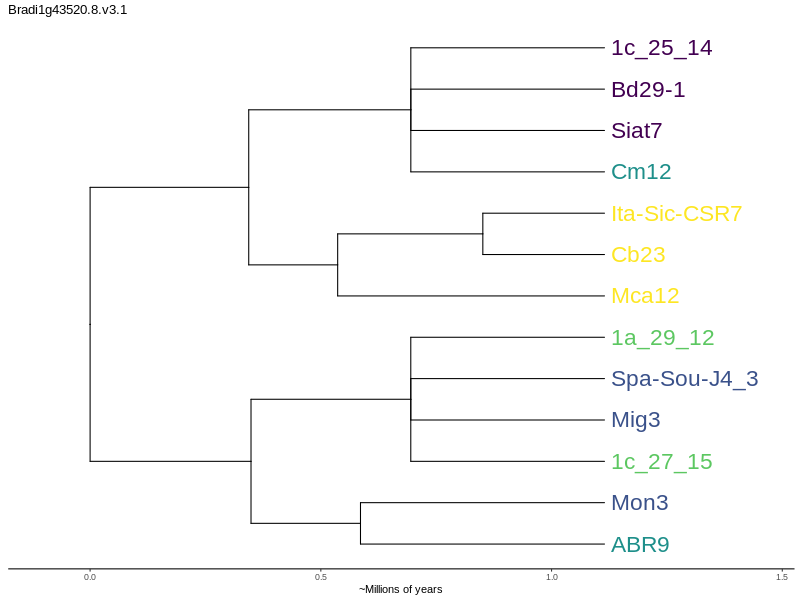 Bradi1g43520.8.v3.1
1c_25_14
Bd29-1
Siat7
Cm12
Ita-Sic-CSR7
Cb23
Mca12
1a_29_12
Spa-Sou-J4_3
Mig3
1c_27_15
Mon3
ABR9
0.0 0.5 1.0 1.5
~Millions of years